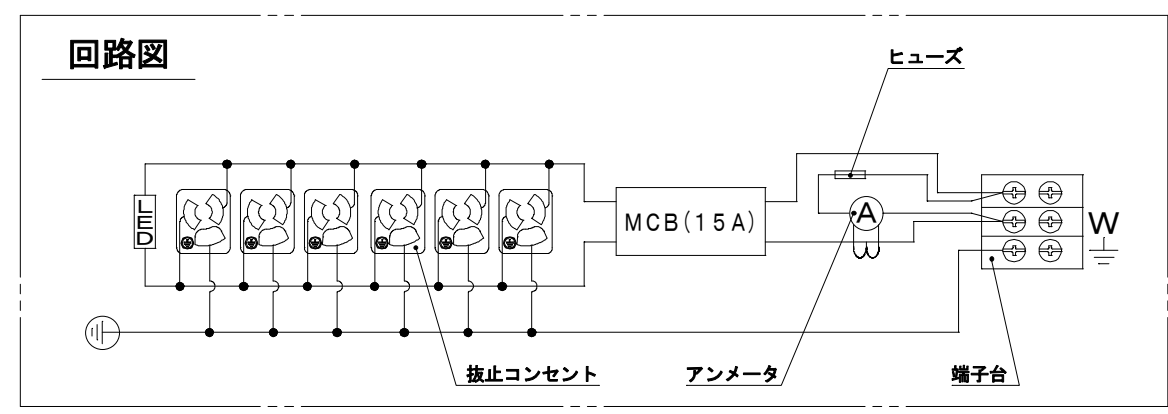 回路図
ヒューズ
LED
MCB(15A)
A
W
抜止コンセント
アンメータ
端子台